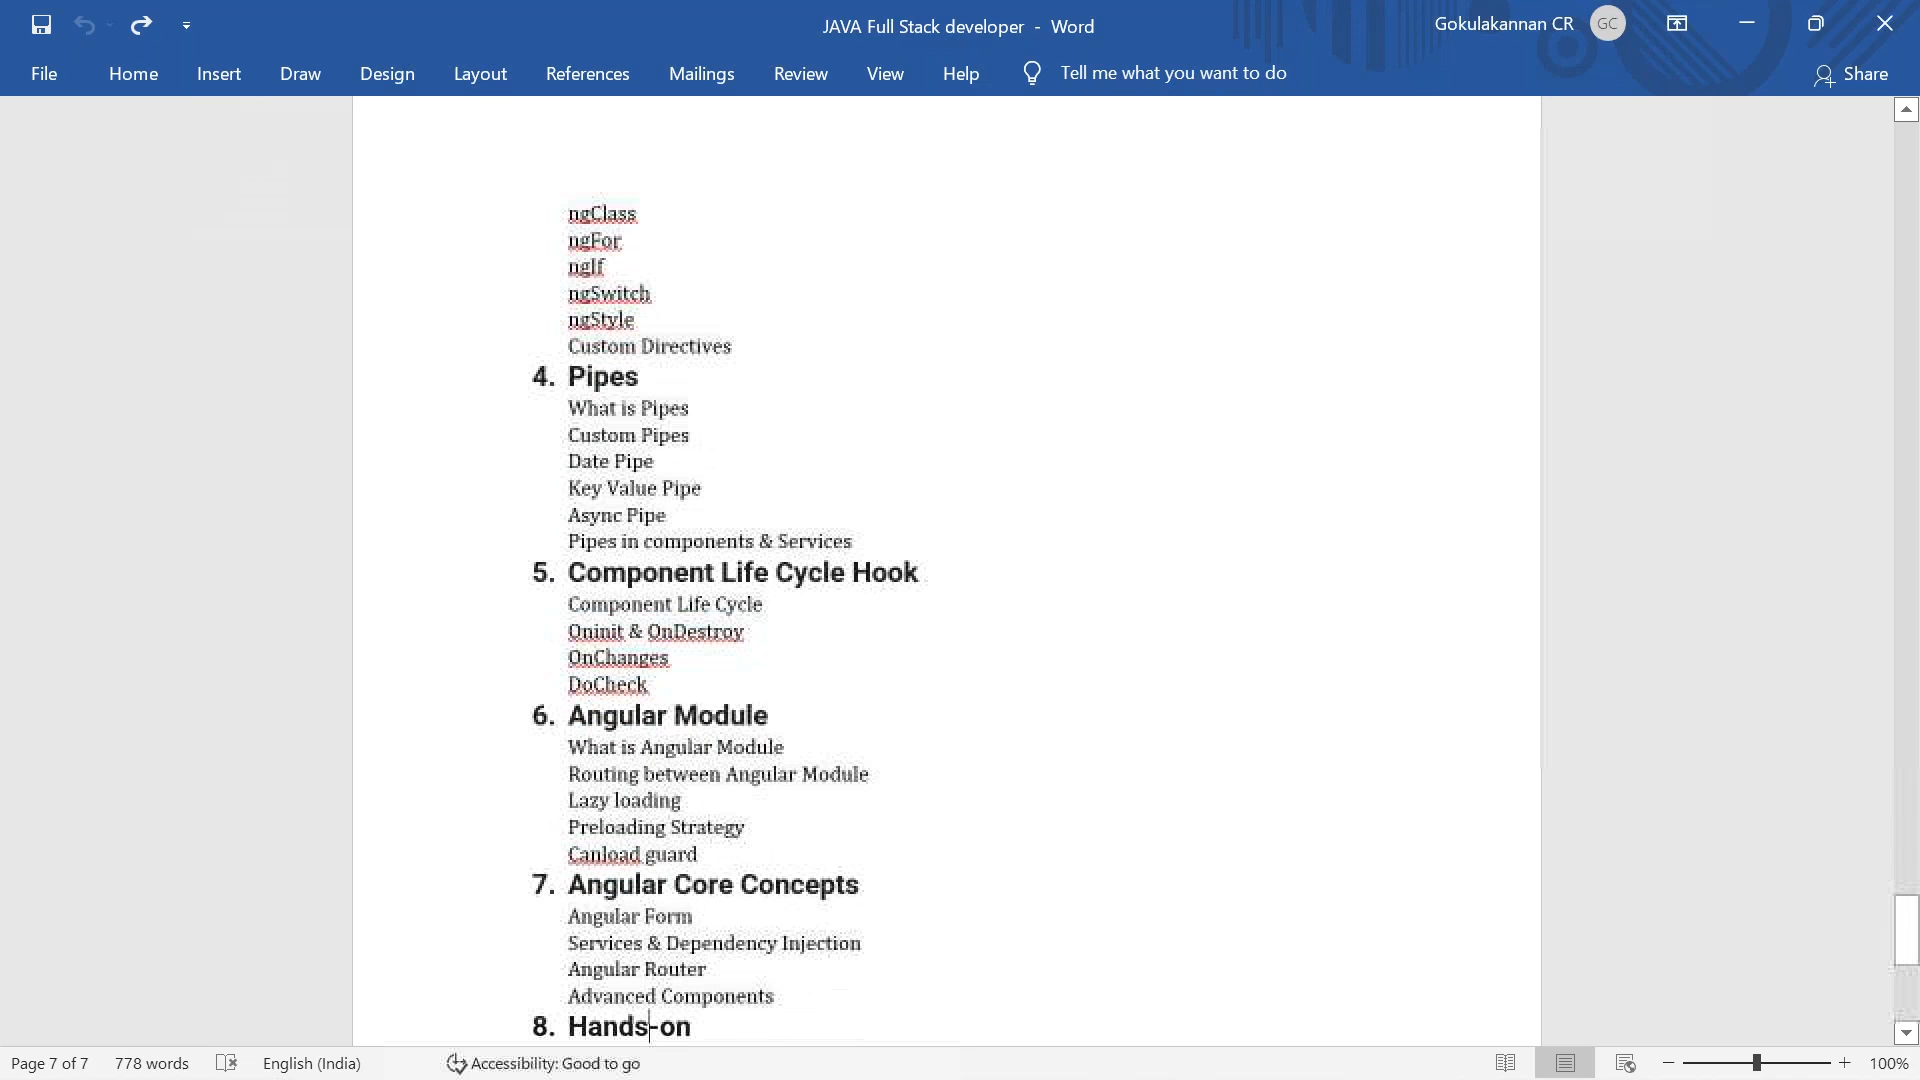 JAVA Full Stack developer - Word
Gokulakannan CR GC
File Home Insert Draw Design Layout References Mailings Review View Help Tell me what you want to do Share
ngClass
ngFor
ngIf
ngSwitch
ngStyle
Custom Directives
4. Pipes
What is Pipes
Custom Pipes
Date Pipe
Key Value Pipe
Async Pipe
Pipes in components & Services
5. Component Life Cycle Hook
Component Life Cycle
Oninit & OnDestroy
OnChanges
DoCheck
6. Angular Module
What is Angular Module
Routing between Angular Module
Lazy loading
Preloading Strategy
Canload guard
7. Angular Core Concepts
Angular Form
Services & Dependency Injection
Angular Router
Advanced Components
8. Hands-on
Page 7 of 7 778 words English (India) Accessibility: Good to go 100%